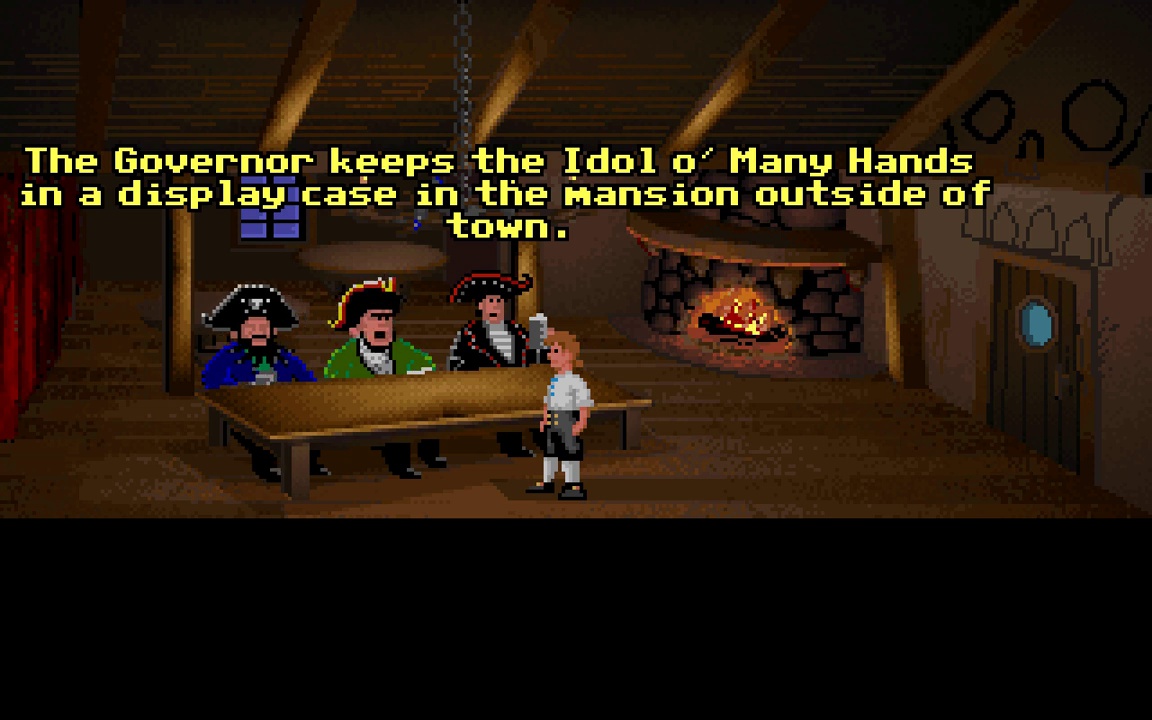 The Governor keeps the Idol o' Many Hands
in a display case in the mansion outside of
town.